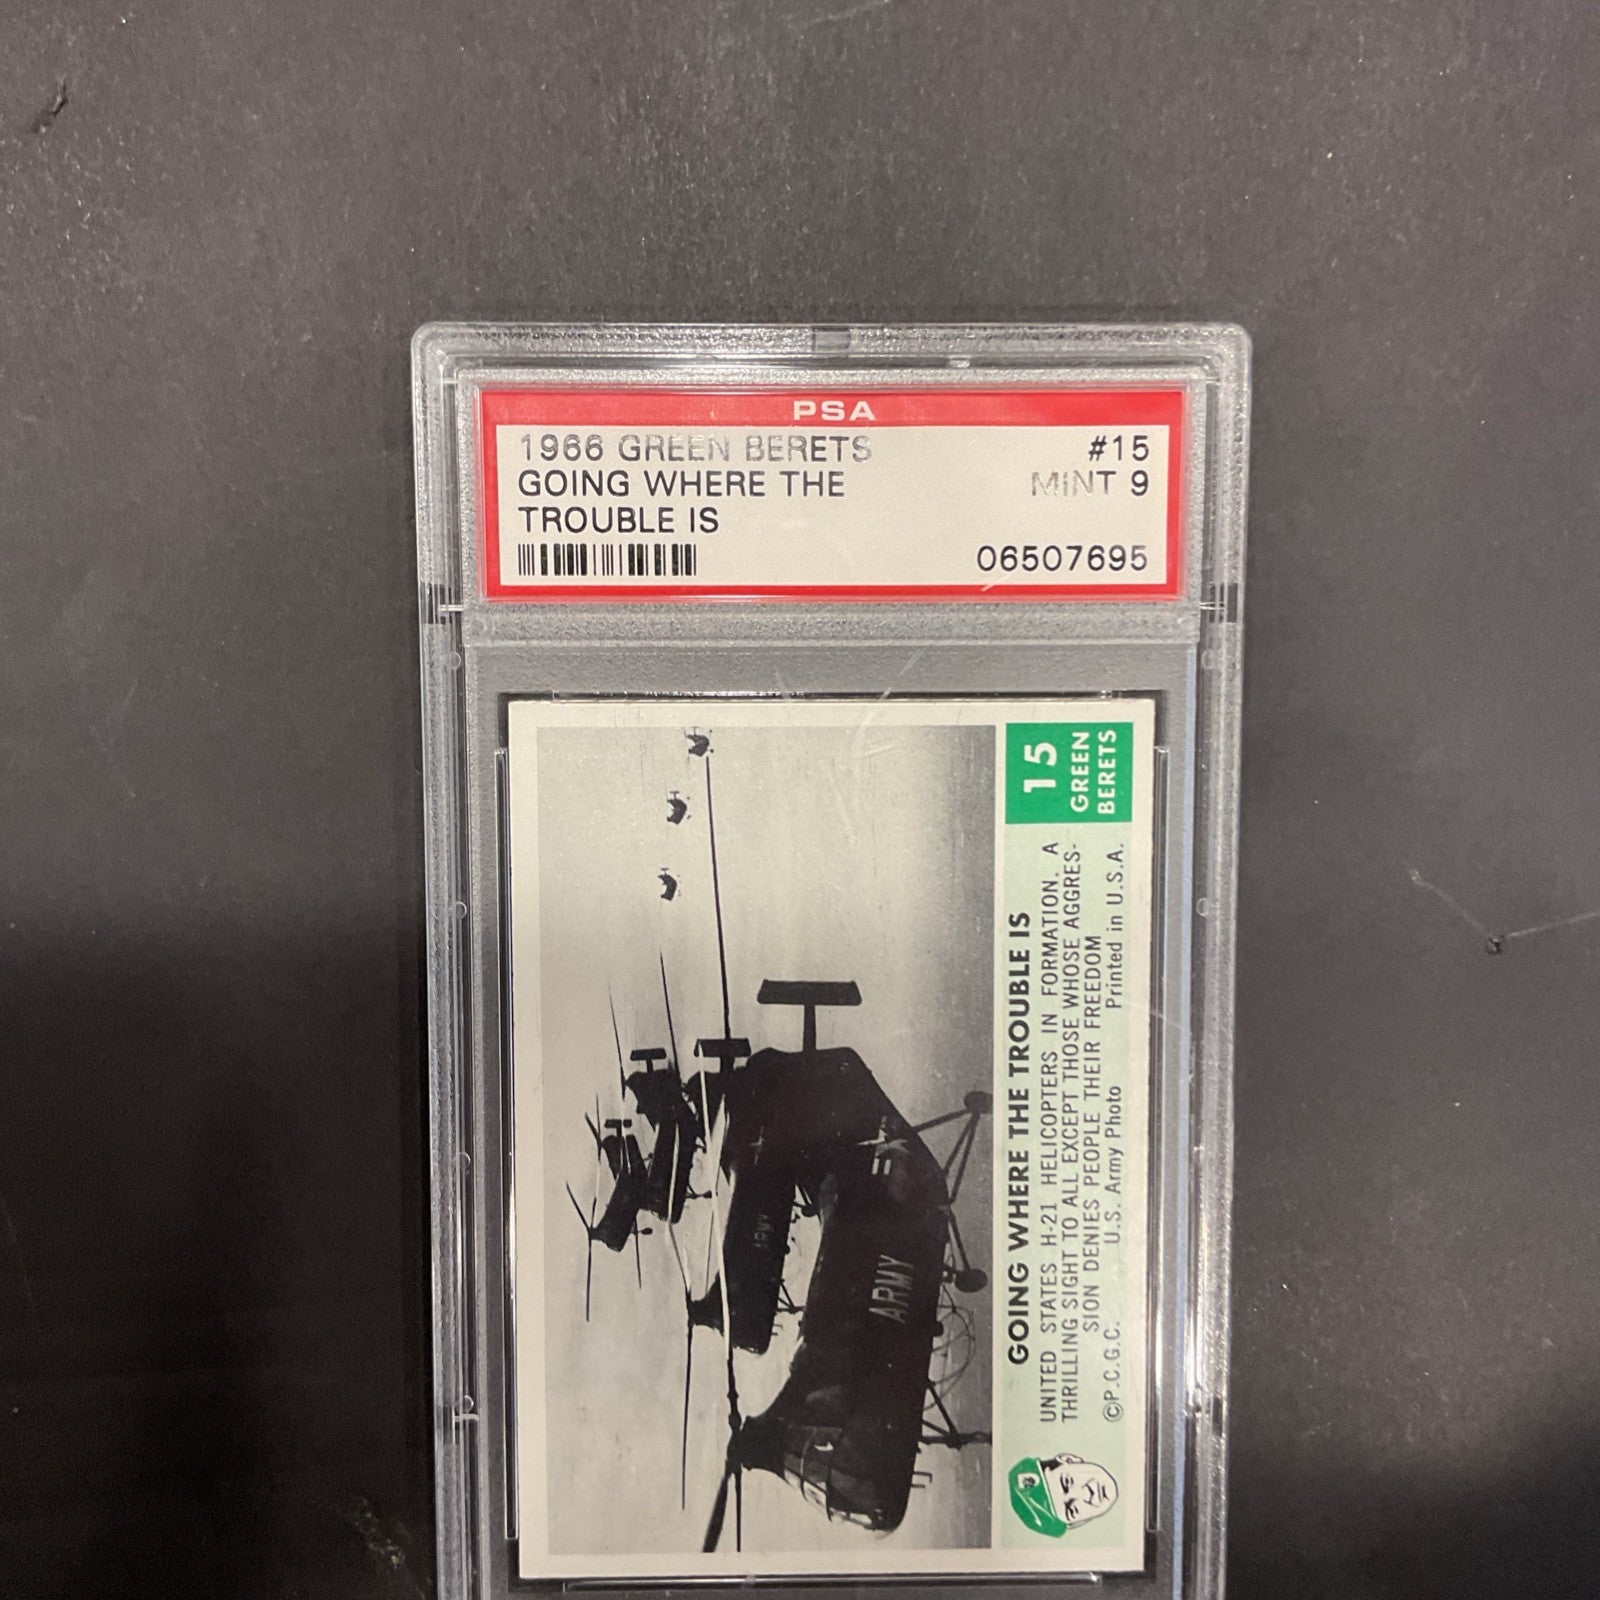 PSA
1966 GREEN BERETS #15
GOING WHERE THE MINT 9
TROUBLE IS
06507695
15
GREEN
BERETS
GOING WHERE THE TROUBLE IS
UNITED STATES H-21 HELICOPTERS IN FORMATION. A
THRILLING SIGHT TO ALL EXCEPT THOSE WHOSE AGGRES-
SION DENIES PEOPLE THEIR FREEDOM
©P.C.G.C. U.S. Army Photo Printed in U.S.A.
ARMY
ARMY